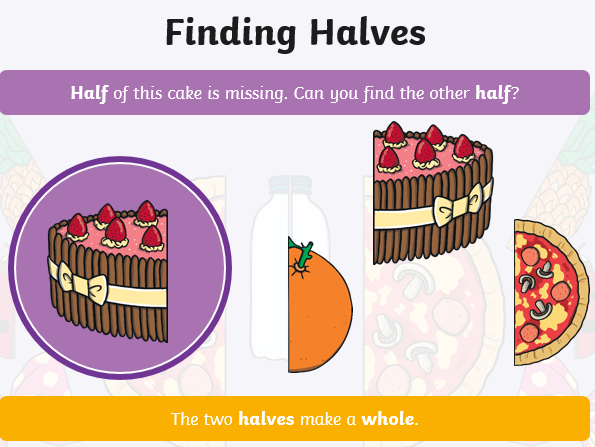 Finding Halves
Half of this cake is missing. Can you find the other half?
The two halves make a whole.